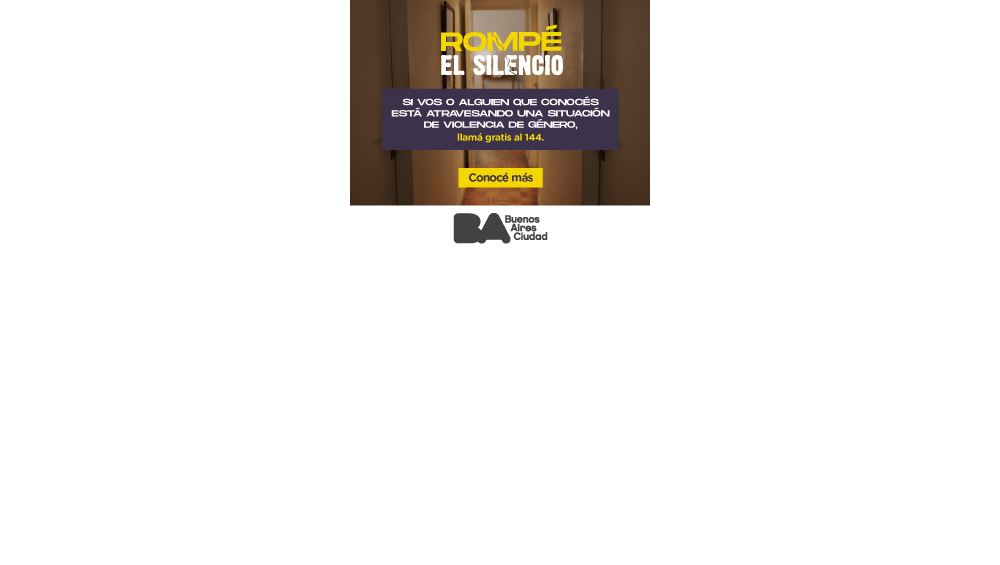 ROMPÉ
EL SILENCIO
SI VOS O ALGUIEN QUE CONOCÉS
ESTÁ ATRAVESANDO UNA SITUACIÓN
DE VIOLENCIA DE GÉNERO,
llamá gratis al 144.
Conocé más
BA Buenos
Aires
Ciudad